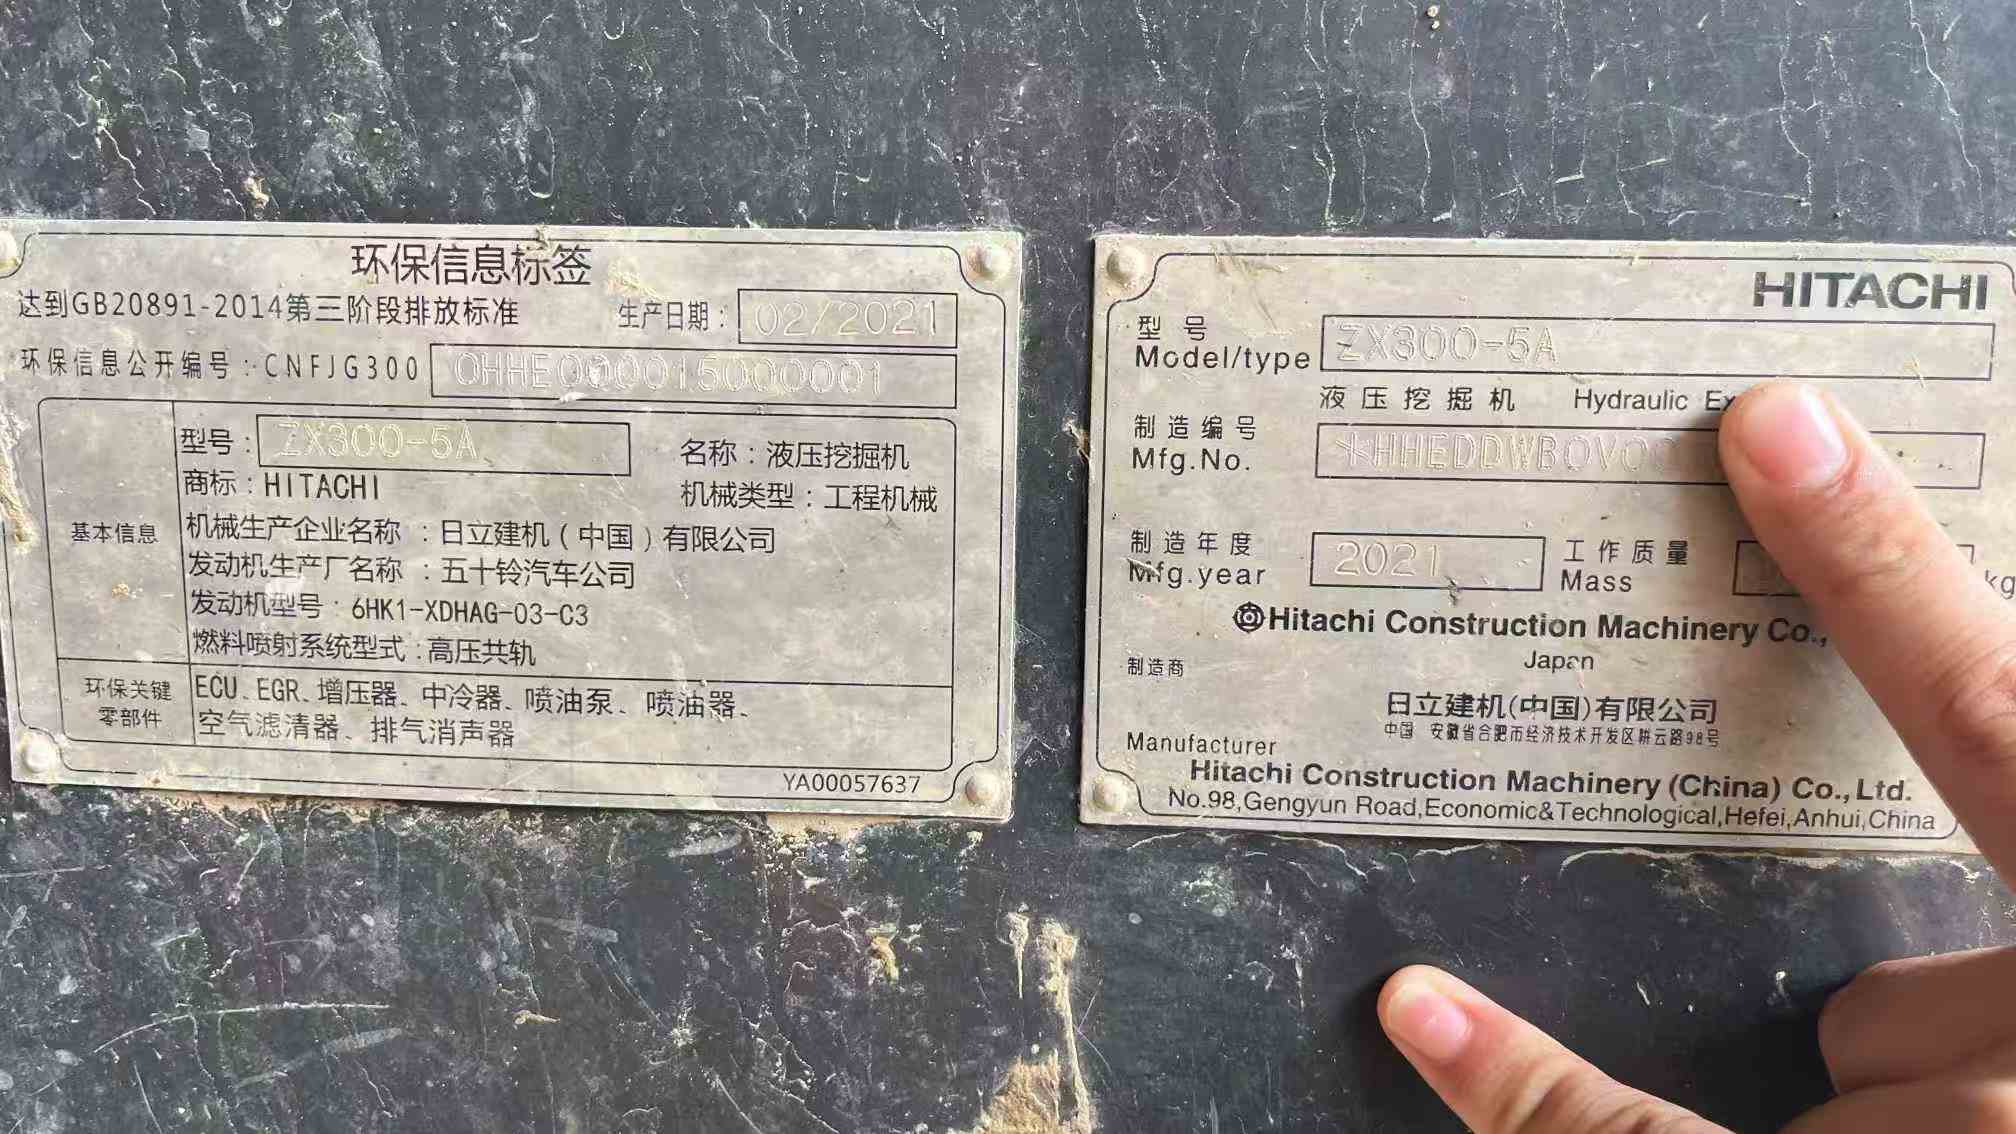 环保信息标签
达到GB20891-2014第三阶段排放标准 生产日期：02/2021
环保信息公开编号：CNFJG300 0HHE000015000001
基本信息
型号：ZX300-5A 名称：液压挖掘机
商标：HITACHI 机械类型：工程机械
机械生产企业名称：日立建机（中国）有限公司
发动机生产厂名称：五十铃汽车公司
发动机型号：6HK1-XDHAG-03-C3
燃料喷射系统型式：高压共轨
环保关键
零部件
ECU、EGR、增压器、中冷器、喷油泵、喷油器、
空气滤清器、排气消声器
YA00057637
HITACHI
型号 ZX300-5A
Model/type
液压挖掘机 Hydraulic
制造编号 *HHEDDWB0V00
Mfg.No.
制造年度 2021 工作质量
Mfg.year Mass kg
Hitachi Construction Machinery Co.,
Japan
制造商
日立建机(中国)有限公司
中国 安徽省合肥市经济技术开发区耕云路98号
Manufacturer
Hitachi Construction Machinery (China) Co., Ltd.
No.98,Gengyun Road,Economic&Technological,Hefei,Anhui,China